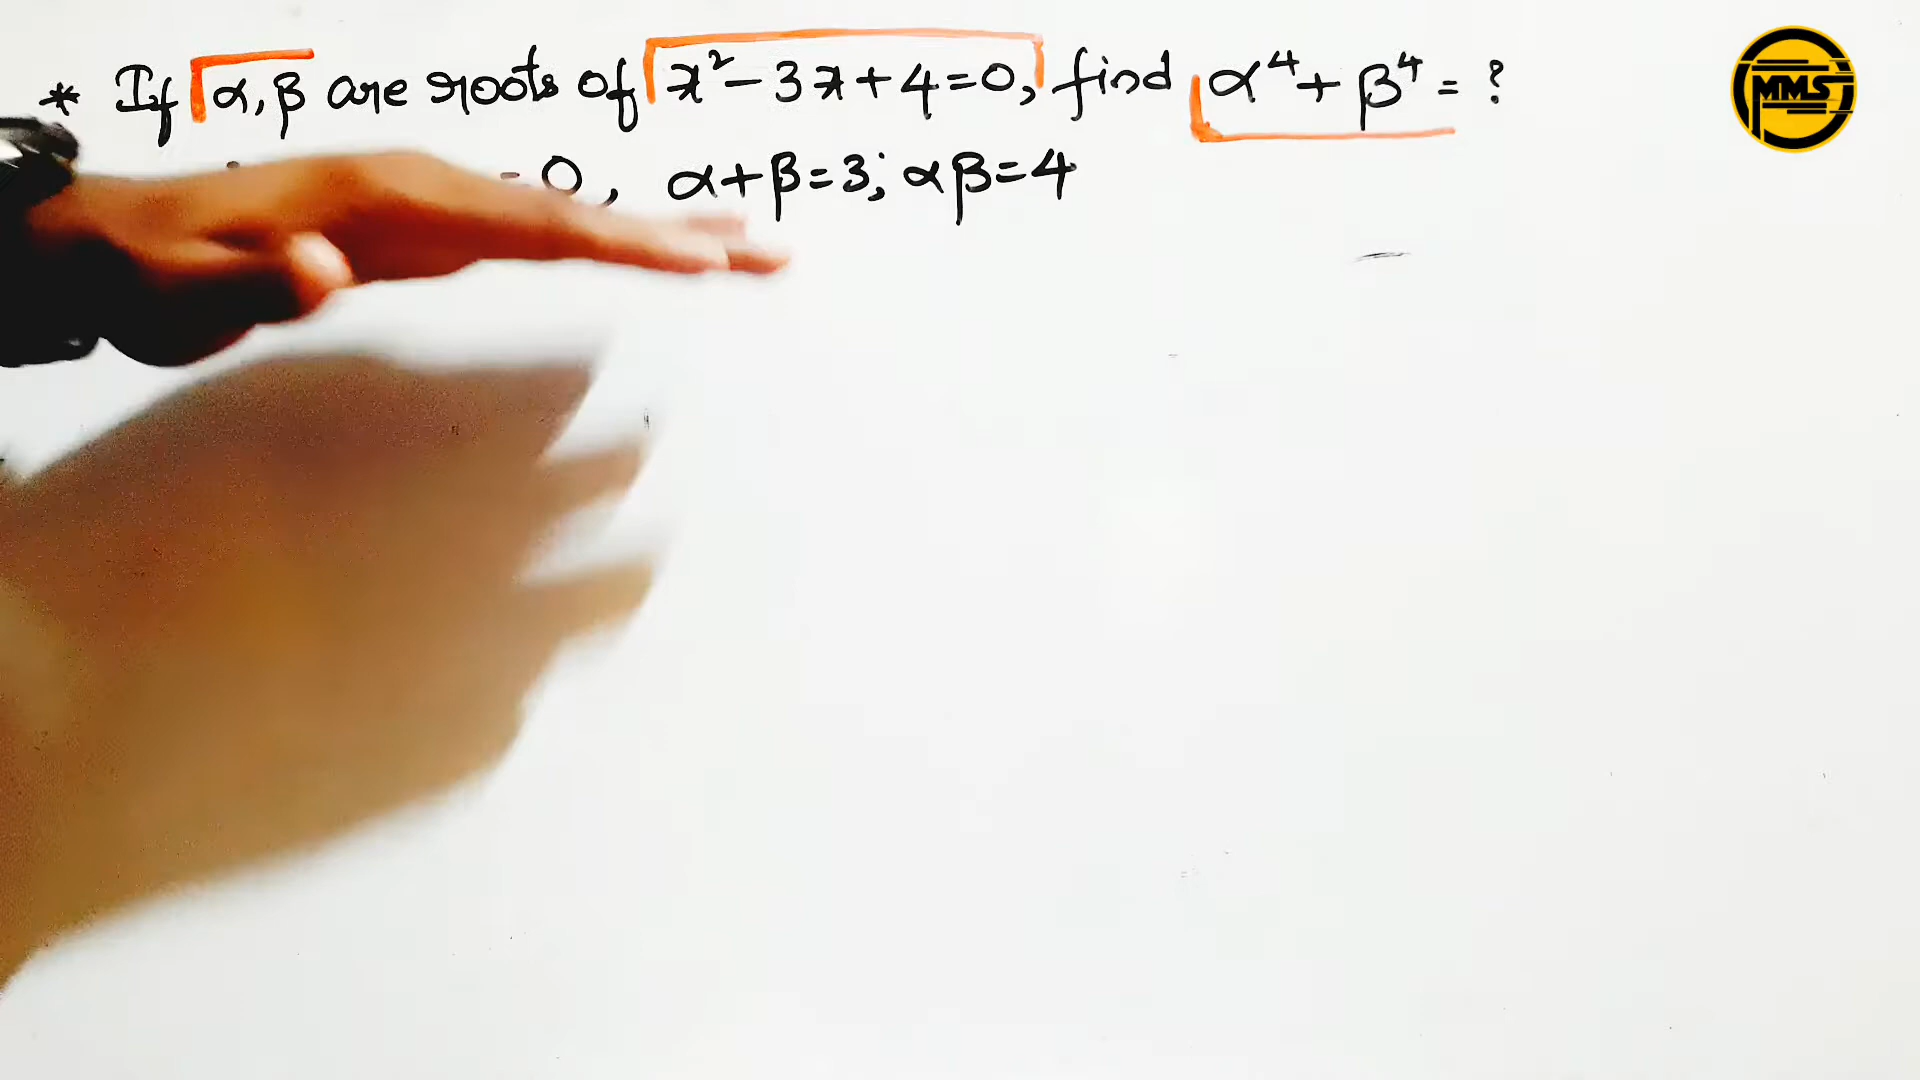 * If α, β are roots of x² - 3x + 4 = 0, find α⁴ + β⁴ = ?
= 0, α + β = 3; αβ = 4
MMS